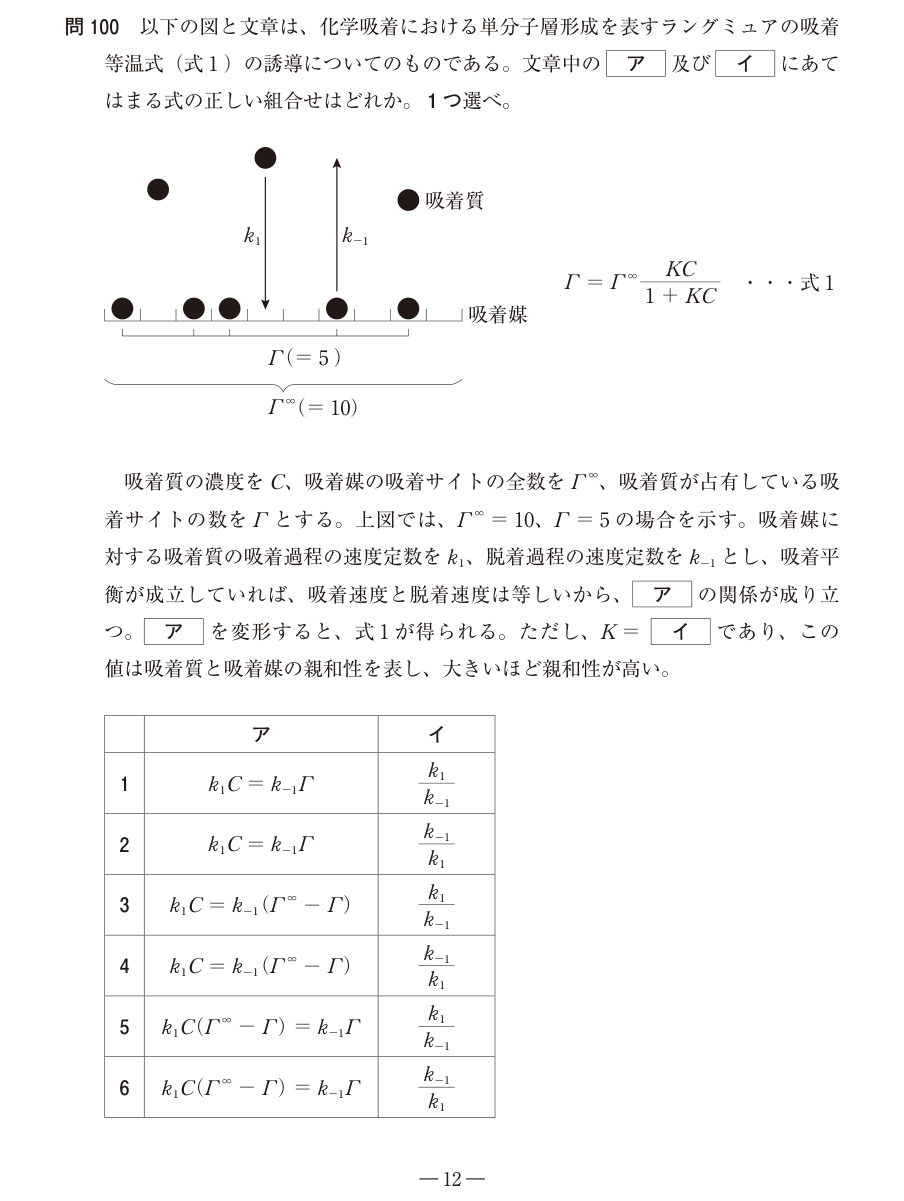 問 100 以下の図と文章は、化学吸着における単分子層形成を表すラングミュアの吸着
等温式（式１）の誘導についてのものである。文章中の ア 及び イ にあて
はまる式の正しい組合せはどれか。１つ選べ。
k₁
k₋₁
吸着質
吸着媒
Γ(= 5)
Γ^∞(= 10)
Γ = Γ^∞ KC / (1 + KC) ・・・式１
吸着質の濃度を C、吸着媒の吸着サイトの全数を Γ^∞、吸着質が占有している吸
着サイトの数を Γ とする。上図では、Γ^∞ = 10、Γ = 5 の場合を示す。吸着媒に
対する吸着質の吸着過程の速度定数を k₁、脱着過程の速度定数を k₋₁ とし、吸着平
衡が成立していれば、吸着速度と脱着速度は等しいから、 ア の関係が成り立
つ。 ア を変形すると、式１が得られる。ただし、K = イ であり、この
値は吸着質と吸着媒の親和性を表し、大きいほど親和性が高い。
ア イ
1 k₁C = k₋₁Γ k₁/k₋₁
2 k₁C = k₋₁Γ k₋₁/k₁
3 k₁C = k₋₁(Γ^∞ − Γ) k₁/k₋₁
4 k₁C = k₋₁(Γ^∞ − Γ) k₋₁/k₁
5 k₁C(Γ^∞ − Γ) = k₋₁Γ k₁/k₋₁
6 k₁C(Γ^∞ − Γ) = k₋₁Γ k₋₁/k₁
— 12 —